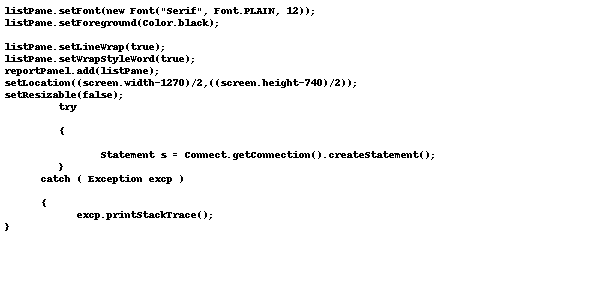 listPane.setFont(new Font("Serif", Font.PLAIN, 12));
listPane.setForeground(Color.black);
listPane.setLineWrap(true);
listPane.setWrapStyleWord(true);
reportPanel.add(listPane);
setLocation((screen.width-1270)/2,((screen.height-740)/2));
setResizable(false);
try
{
Statement s = Connect.getConnection().createStatement();
}
catch ( Exception excp )
{
excp.printStackTrace();
}